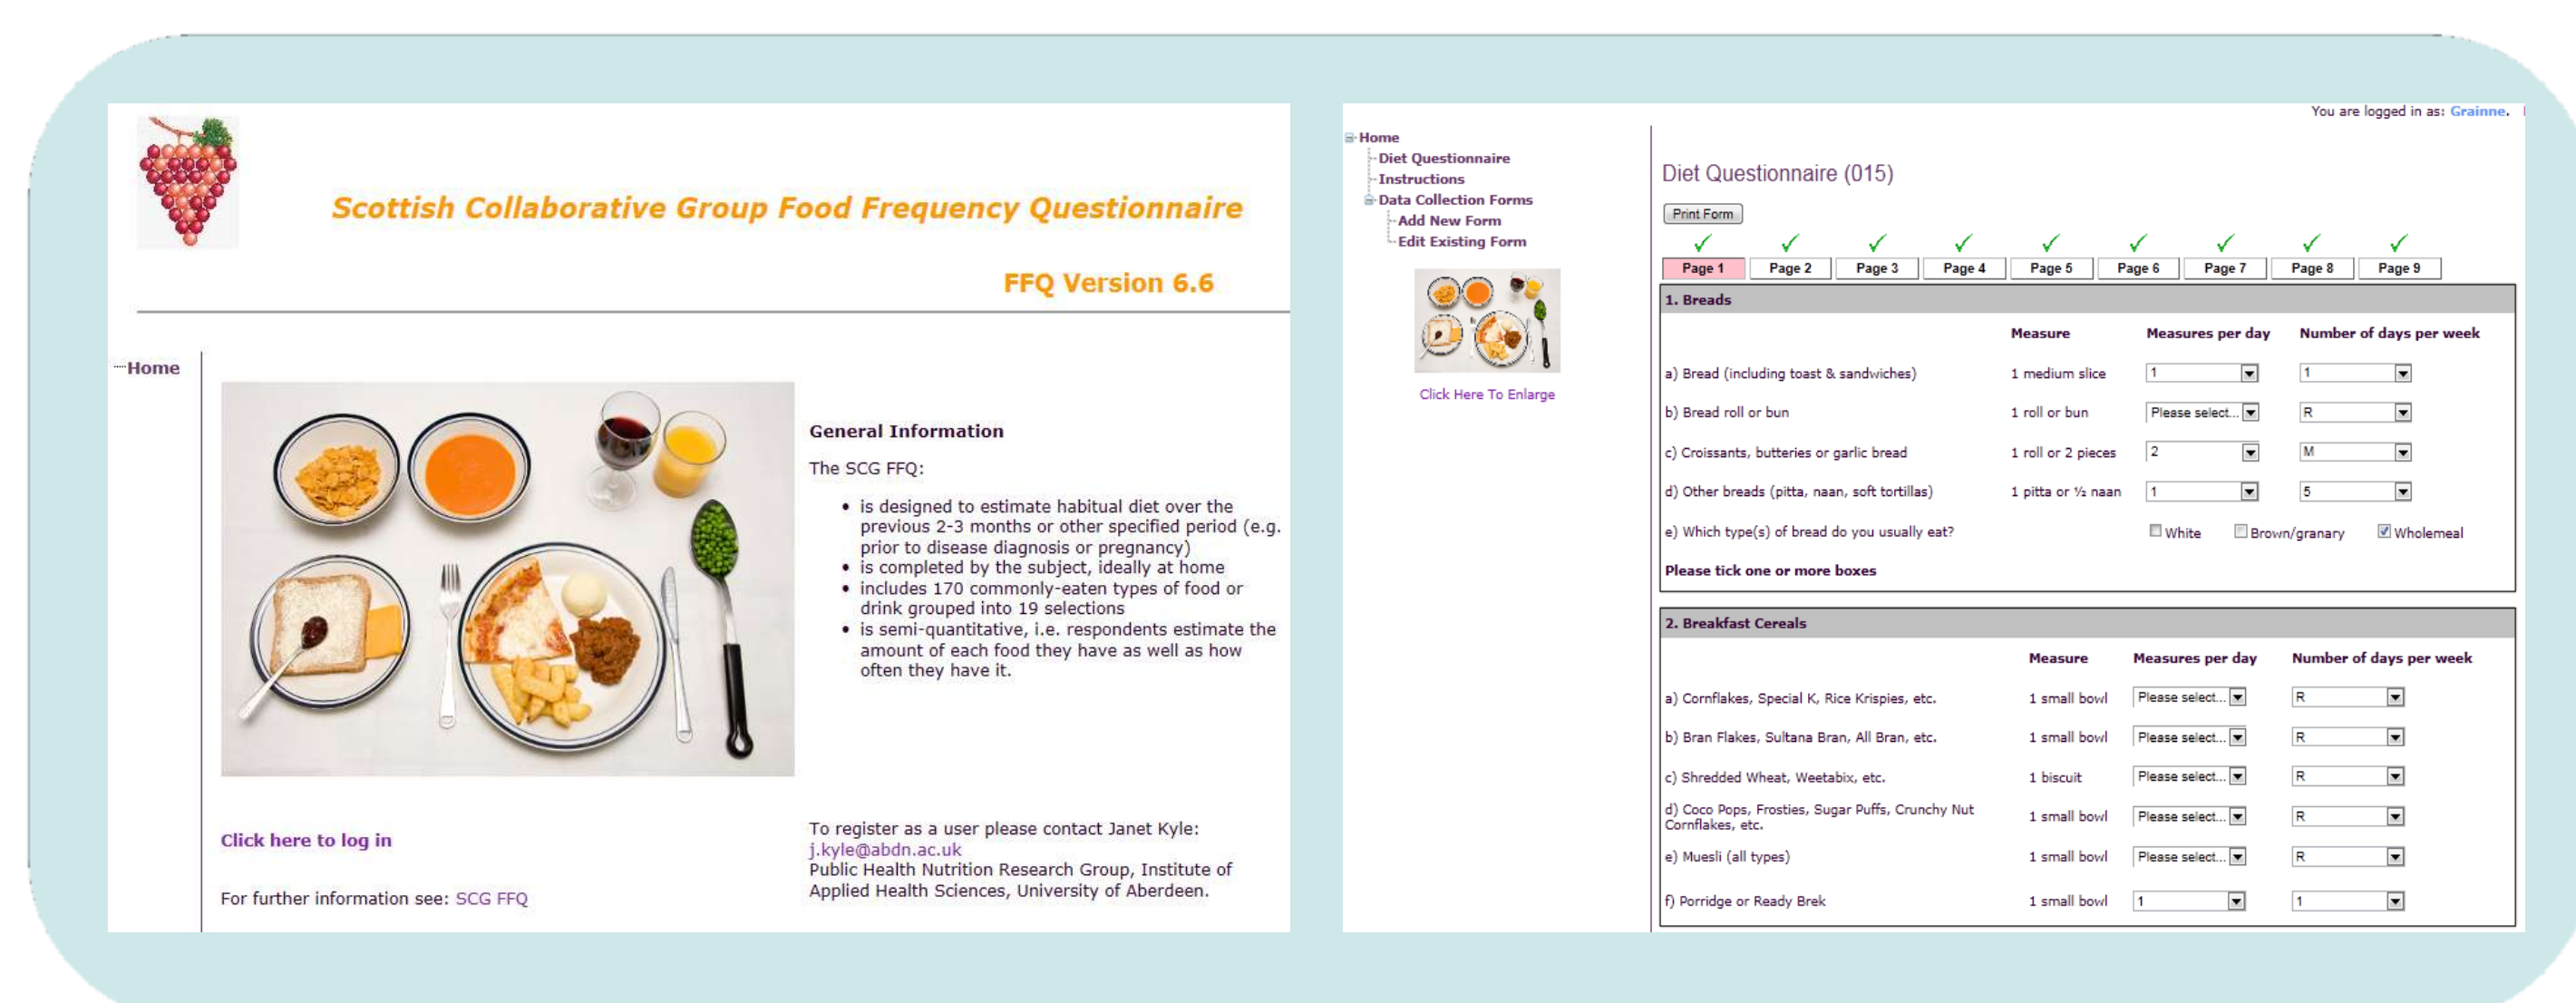 Scottish Collaborative Group Food Frequency Questionnaire
FFQ Version 6.6
Home
General Information
The SCG FFQ:
• is designed to estimate habitual diet over the
previous 2-3 months or other specified period (e.g.
prior to disease diagnosis or pregnancy)
• is completed by the subject, ideally at home
• includes 170 commonly-eaten types of food or
drink grouped into 19 selections
• is semi-quantitative, i.e. respondents estimate the
amount of each food they have as well as how
often they have it.
Click here to log in
For further information see: SCG FFQ
To register as a user please contact Janet Kyle:
j.kyle@abdn.ac.uk
Public Health Nutrition Research Group, Institute of
Applied Health Sciences, University of Aberdeen.
You are logged in as: Grainne.
Home
Diet Questionnaire
Instructions
Data Collection Forms
Add New Form
Edit Existing Form
Click Here To Enlarge
Diet Questionnaire (015)
Print Form
Page 1 Page 2 Page 3 Page 4 Page 5 Page 6 Page 7 Page 8 Page 9
1. Breads
Measure Measures per day Number of days per week
a) Bread (including toast & sandwiches) 1 medium slice 1 1
b) Bread roll or bun 1 roll or bun Please select... R
c) Croissants, butteries or garlic bread 1 roll or 2 pieces 2 M
d) Other breads (pitta, naan, soft tortillas) 1 pitta or ½ naan 1 5
e) Which type(s) of bread do you usually eat? White Brown/granary Wholemeal
Please tick one or more boxes
2. Breakfast Cereals
Measure Measures per day Number of days per week
a) Cornflakes, Special K, Rice Krispies, etc. 1 small bowl Please select... R
b) Bran Flakes, Sultana Bran, All Bran, etc. 1 small bowl Please select... R
c) Shredded Wheat, Weetabix, etc. 1 biscuit Please select... R
d) Coco Pops, Frosties, Sugar Puffs, Crunchy Nut
Cornflakes, etc. 1 small bowl Please select... R
e) Muesli (all types) 1 small bowl Please select... R
f) Porridge or Ready Brek 1 small bowl 1 1